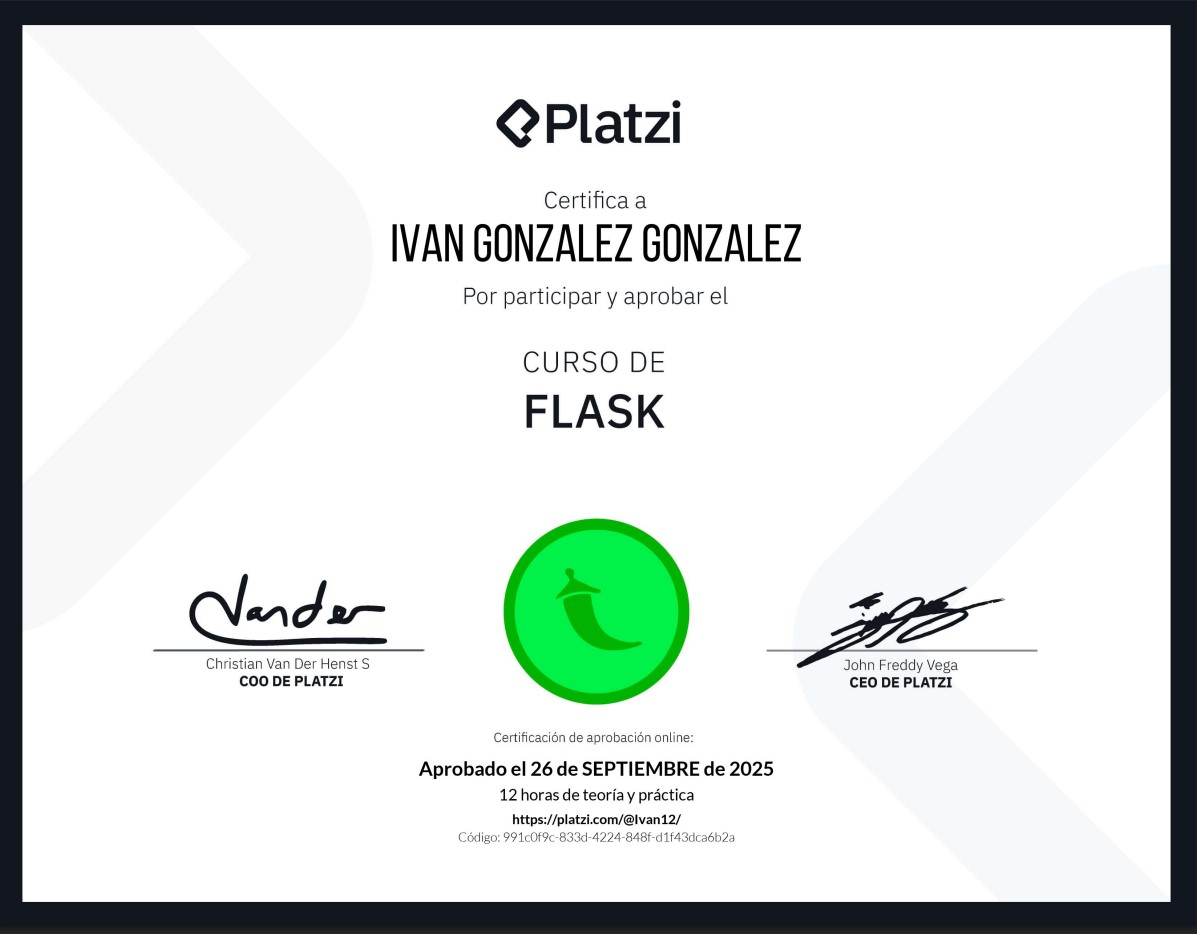 Platzi
Certifica a
IVAN GONZALEZ GONZALEZ
Por participar y aprobar el
CURSO DE
FLASK
Vander
Christian Van Der Henst S
COO DE PLATZI
John Freddy Vega
CEO DE PLATZI
Certificación de aprobación online:
Aprobado el 26 de SEPTIEMBRE de 2025
12 horas de teoría y práctica
https://platzi.com/@Ivan12/
Código: 991c0f9c-833d-4224-848f-d1f43dca6b2a